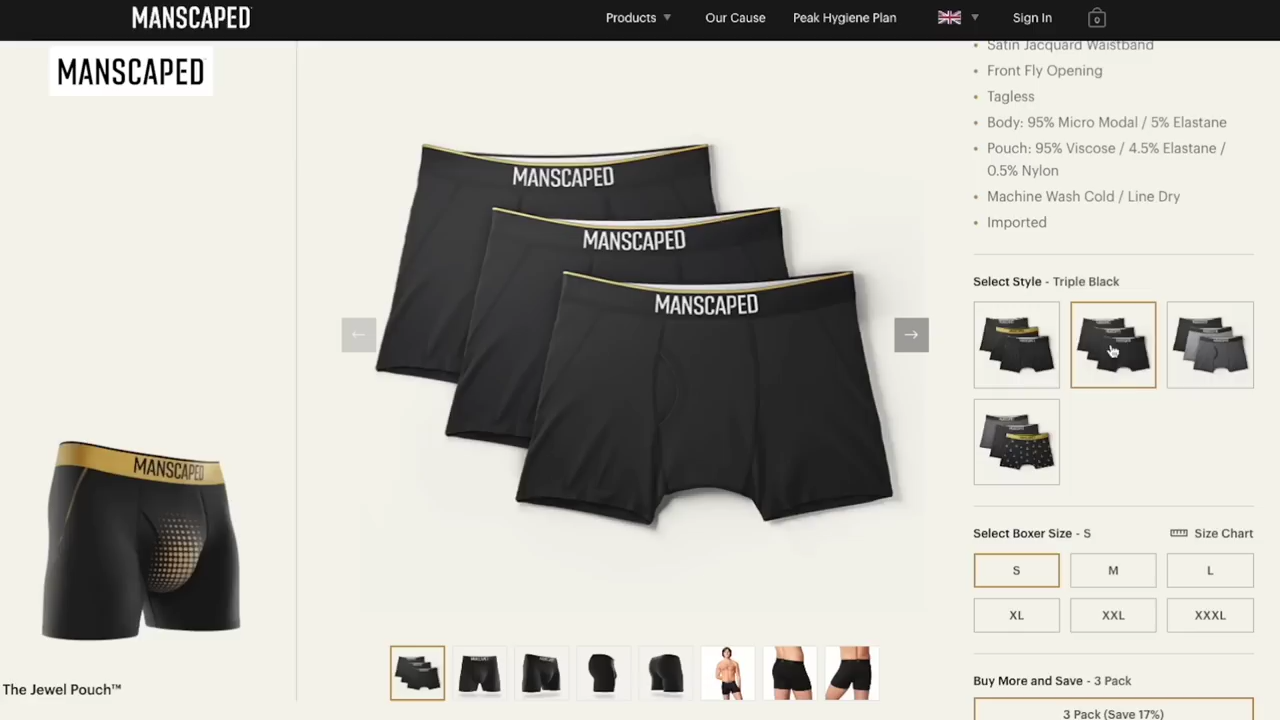 MANSCAPED
Products
Our Cause
Peak Hygiene Plan
Sign In
0
MANSCAPED
Satin Jacquard Waistband
Front Fly Opening
Tagless
Body: 95% Micro Modal / 5% Elastane
Pouch: 95% Viscose / 4.5% Elastane /
0.5% Nylon
Machine Wash Cold / Line Dry
Imported
MANSCAPED
MANSCAPED
MANSCAPED
Select Style - Triple Black
MANSCAPED
The Jewel Pouch™
Select Boxer Size - S
Size Chart
S
M
L
XL
XXL
XXXL
Buy More and Save - 3 Pack
3 Pack (Save 17%)